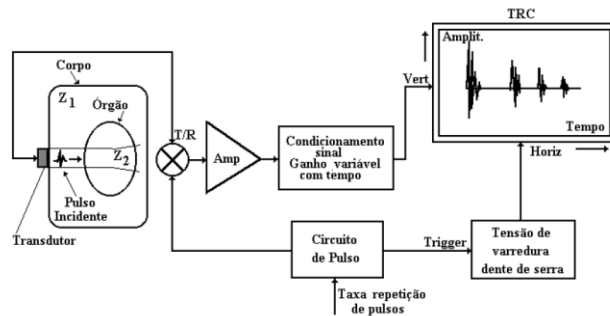 TRC
Amplit.
Vert
Tempo
Horiz
Corpo
Z1
Órgão
Z2
Pulso
Incidente
Transdutor
T/R
Amp
Condicionamento
sinal
Ganho variável
com tempo
Circuito
de Pulso
Trigger
Tensão de
varredura
dente de serra
Taxa repetição
de pulsos